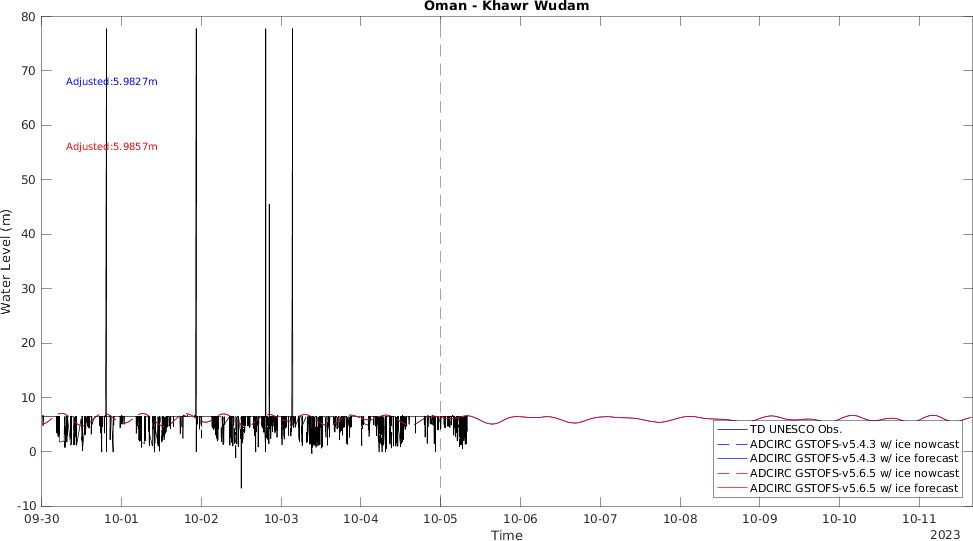 Oman - Khawr Wudam
80
70
60
50
40
30
20
10
0
-10
Water Level (m)
Adjusted:5.9827m
Adjusted:5.9857m
TD UNESCO Obs.
ADCIRC GSTOFS-v5.4.3 w/ ice nowcast
ADCIRC GSTOFS-v5.4.3 w/ ice forecast
ADCIRC GSTOFS-v5.6.5 w/ ice nowcast
ADCIRC GSTOFS-v5.6.5 w/ ice forecast
09-30 10-01 10-02 10-03 10-04 10-05 10-06 10-07 10-08 10-09 10-10 10-11
Time
2023